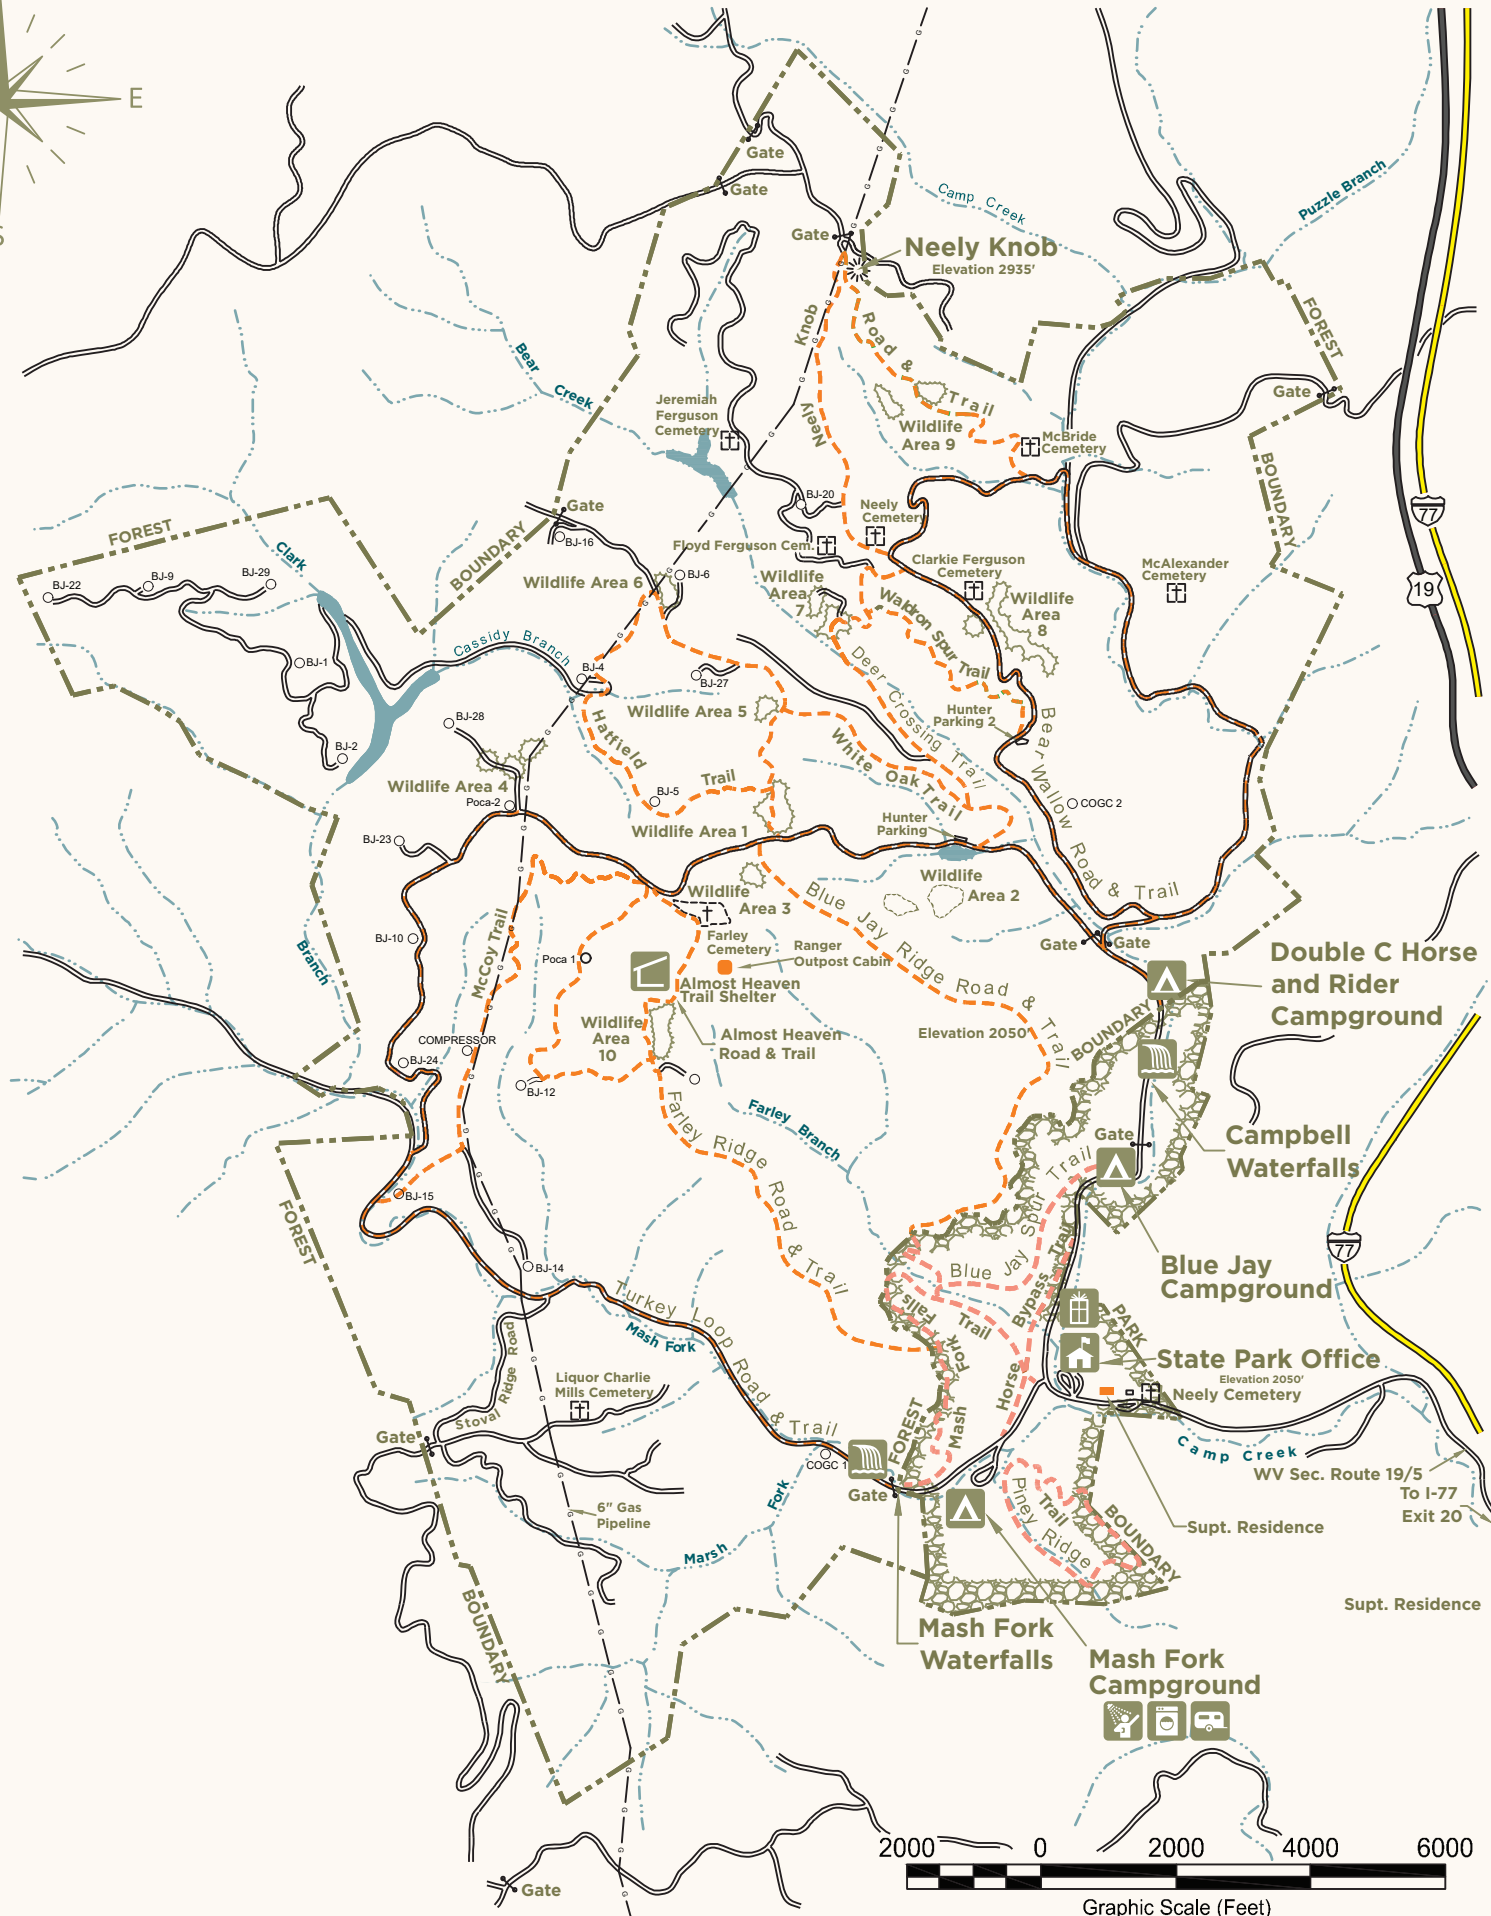 E
S
Gate
Gate
Gate
Neely Knob
Elevation 2935'
Camp Creek
Puzzle Branch
FOREST
Gate
BOUNDARY
77
19
Bear
Creek
Jeremiah
Ferguson
Cemetery
Knob
Neely
Road & Trail
Wildlife
Area 9
McBride
Cemetery
BJ-20
Neely
Cemetery
Floyd Ferguson Cem.
Clarkie Ferguson
Cemetery
McAlexander
Cemetery
Gate
BJ-16
FOREST
BOUNDARY
Clark
BJ-22
BJ-9
BJ-29
Wildlife Area 6
BJ-6
Wildlife
Area
7
Waldron Spur Trail
Wildlife
Area
8
Cassidy Branch
BJ-1
BJ-4
BJ-27
Deer Crossing Trail
BJ-28
BJ-2
Hatfield
Trail
Wildlife Area 5
White Oak Trail
Hunter
Parking 2
Bear Wallow Road & Trail
Wildlife Area 4
Poca-2
BJ-5
COGC 2
BJ-23
Wildlife Area 1
Hunter
Parking
Wildlife
Area 2
Wildlife
Area 3
Blue Jay Ridge Road & Trail
McCoy Trail
BJ-10
Branch
Farley
Cemetery
Ranger
Outpost Cabin
Gate
Gate
Poca 1
Almost Heaven
Trail Shelter
Double C Horse
and Rider
Campground
COMPRESSOR
Wildlife
Area
10
Almost Heaven
Road & Trail
Elevation 2050'
BOUNDARY
BJ-24
BJ-12
Farley Ridge Road & Trail
Farley Branch
Gate
Campbell
Waterfalls
BJ-15
FOREST
Blue Jay Spur Trail
77
Blue Jay
Campground
BJ-14
Turkey Loop Road & Trail
Mash Fork
Stoval Ridge Road
Mash Fork Falls Trail
Horse Bypass Trail
PARK
State Park Office
Elevation 2050'
Neely Cemetery
Liquor Charlie
Mills Cemetery
Gate
COGC 1
FOREST
Gate
Camp Creek
WV Sec. Route 19/5
To I-77
Exit 20
6" Gas
Pipeline
Fork
Marsh
Piney Ridge
Trail
BOUNDARY
Supt. Residence
Supt. Residence
BOUNDARY
Mash Fork
Waterfalls
Mash Fork
Campground
Gate
2000 0 2000 4000 6000
Graphic Scale (Feet)